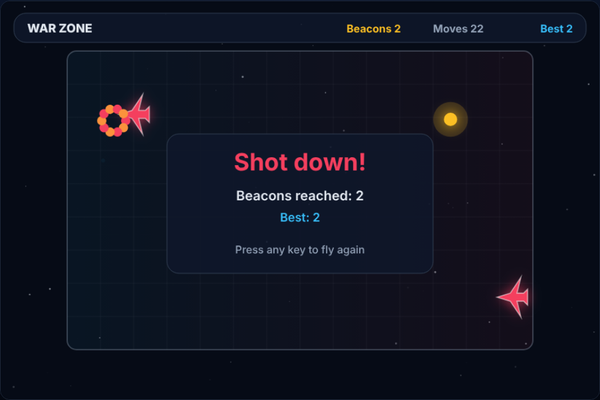 WAR ZONE
Beacons 2
Moves 22
Best 2
Shot down!
Beacons reached: 2
Best: 2
Press any key to fly again